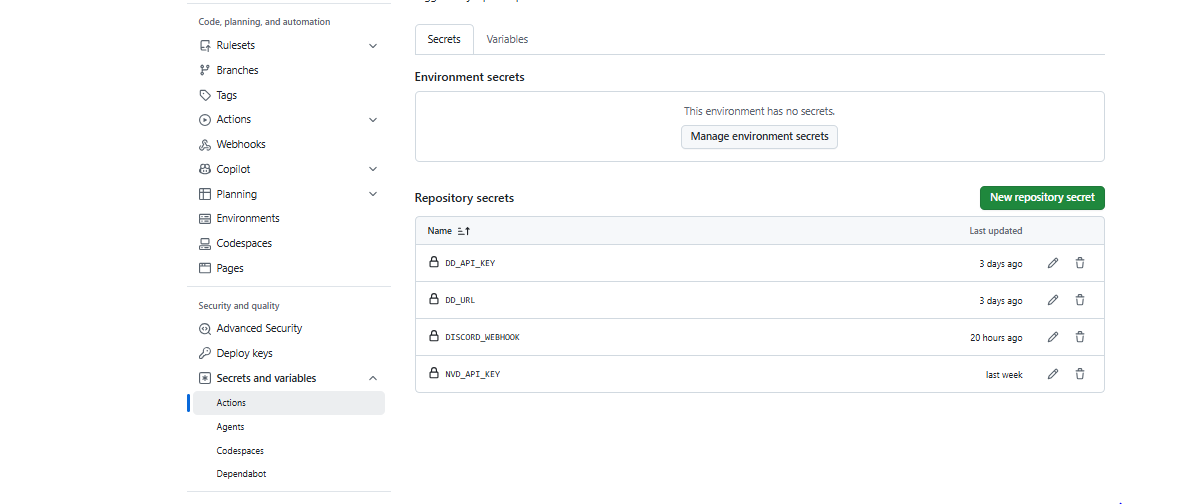 Code, planning, and automation
Rulesets
Branches
Tags
Actions
Webhooks
Copilot
Planning
Environments
Codespaces
Pages
Security and quality
Advanced Security
Deploy keys
Secrets and variables
Actions
Agents
Codespaces
Dependabot
Secrets Variables
Environment secrets
This environment has no secrets.
Manage environment secrets
Repository secrets New repository secret
Name Last updated
DD_API_KEY 3 days ago
DD_URL 3 days ago
DISCORD_WEBHOOK 20 hours ago
NVD_API_KEY last week